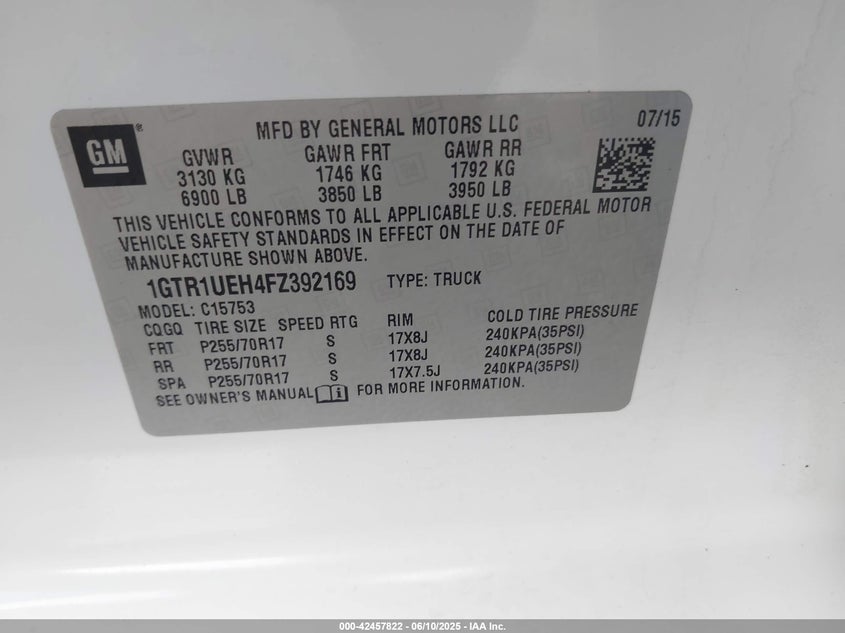 GM ®
MFD BY GENERAL MOTORS LLC 07/15
GVWR GAWR FRT GAWR RR
3130 KG 1746 KG 1792 KG
6900 LB 3850 LB 3950 LB
THIS VEHICLE CONFORMS TO ALL APPLICABLE U.S. FEDERAL MOTOR
VEHICLE SAFETY STANDARDS IN EFFECT ON THE DATE OF
MANUFACTURE SHOWN ABOVE.
1GTR1UEH4FZ392169 TYPE: TRUCK
MODEL: C15753
CQGQ TIRE SIZE SPEED RTG RIM COLD TIRE PRESSURE
FRT P255/70R17 S 17X8J 240KPA(35PSI)
RR P255/70R17 S 17X8J 240KPA(35PSI)
SPA P255/70R17 S 17X7.5J 240KPA(35PSI)
SEE OWNER'S MANUAL i FOR MORE INFORMATION.
000-42457822 - 06/10/2025 - IAA Inc.